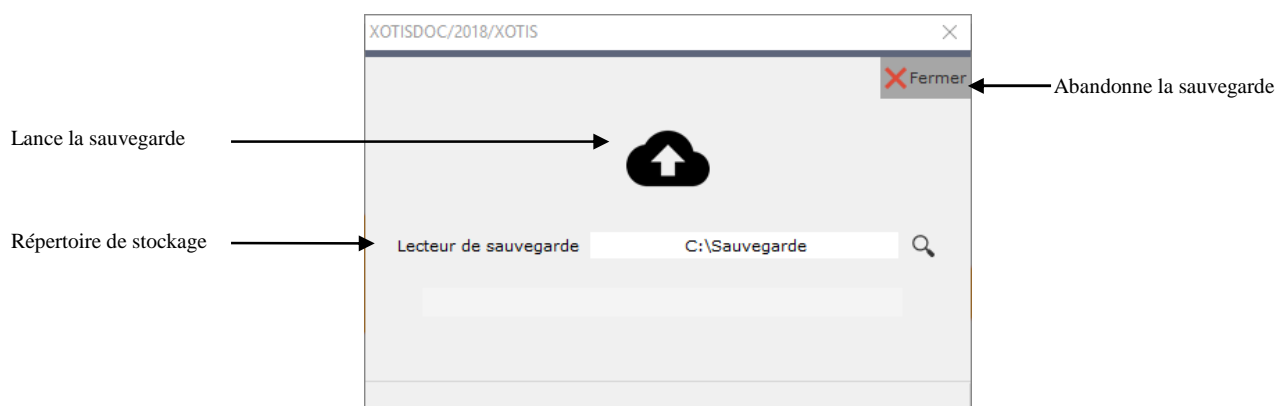 XOTISDOC/2018/XOTIS
Fermer
Abandonne la sauvegarde
Lance la sauvegarde
Répertoire de stockage
Lecteur de sauvegarde
C:\Sauvegarde